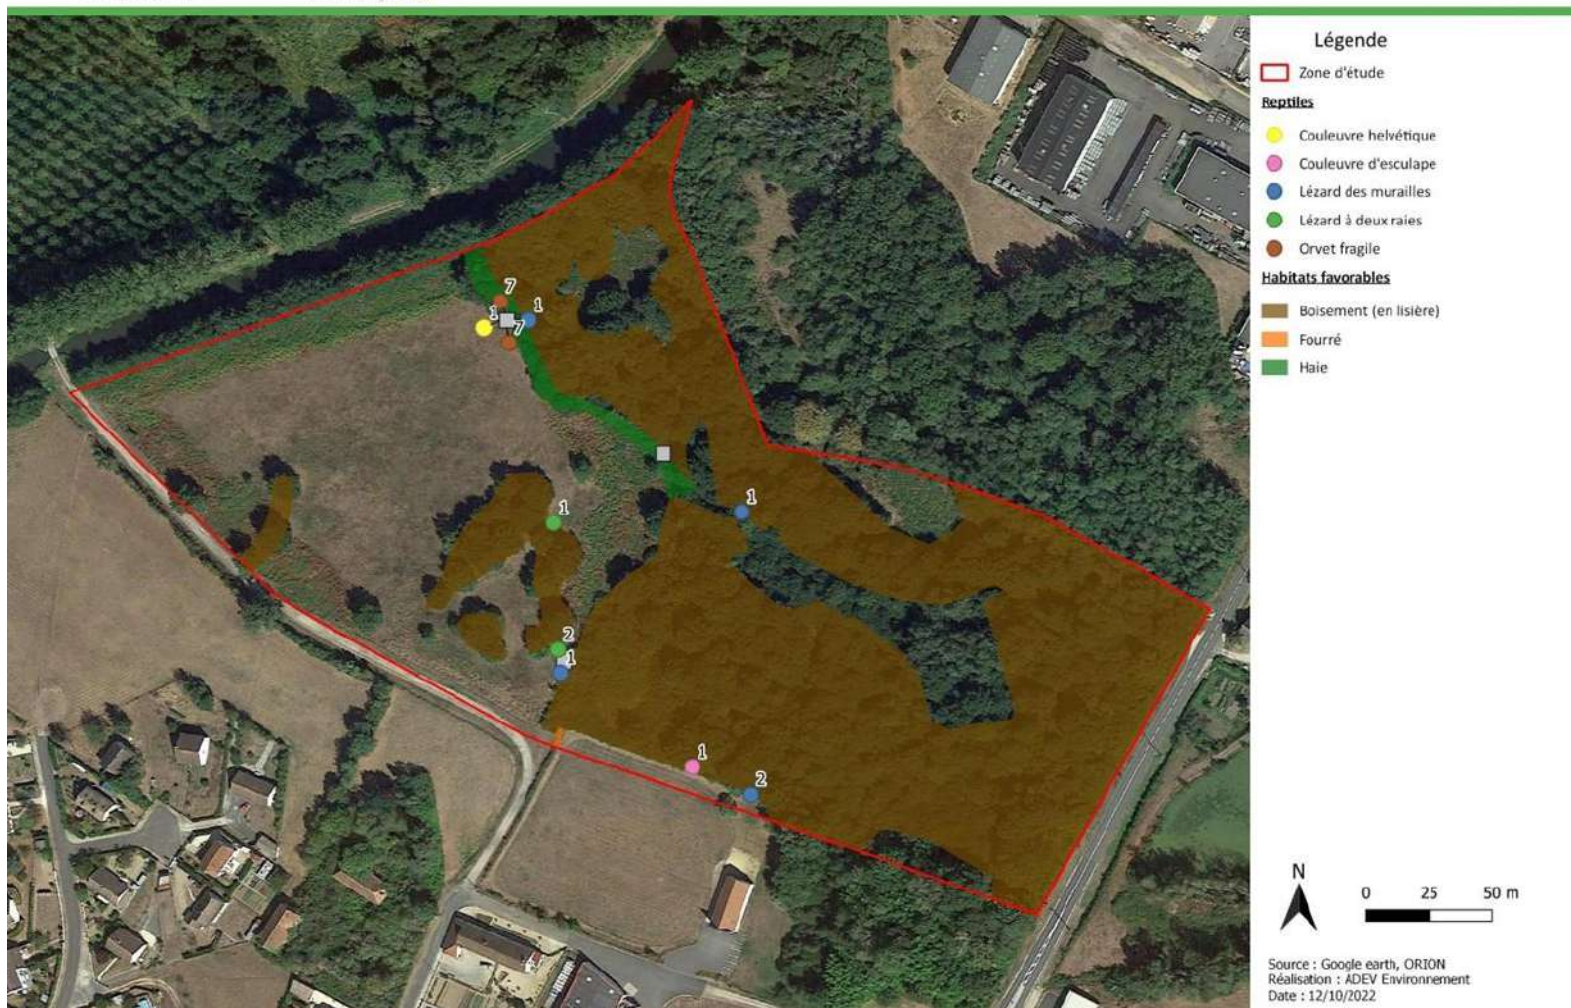 Légende
Zone d'étude
Reptiles
Couleuvre helvétique
Couleuvre d'esculape
Lézard des murailles
Lézard à deux raies
Orvet fragile
Habitats favorables
Boisement (en lisière)
Fourré
Haie
7
1
1
7
1
1
2
1
1
2
N
0 25 50 m
Source : Google earth, ORION
Réalisation : ADEV Environnement
Date : 12/10/2022